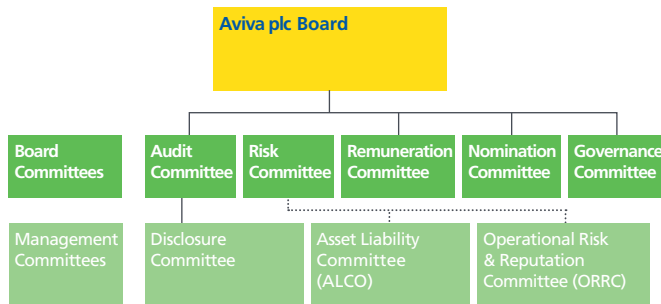 Aviva plc Board
Board
Committees
Audit
Committee
Risk
Committee
Remuneration
Committee
Nomination
Committee
Governance
Committee
Management
Committees
Disclosure
Committee
Asset Liability
Committee
(ALCO)
Operational Risk
& Reputation
Committee (ORRC)